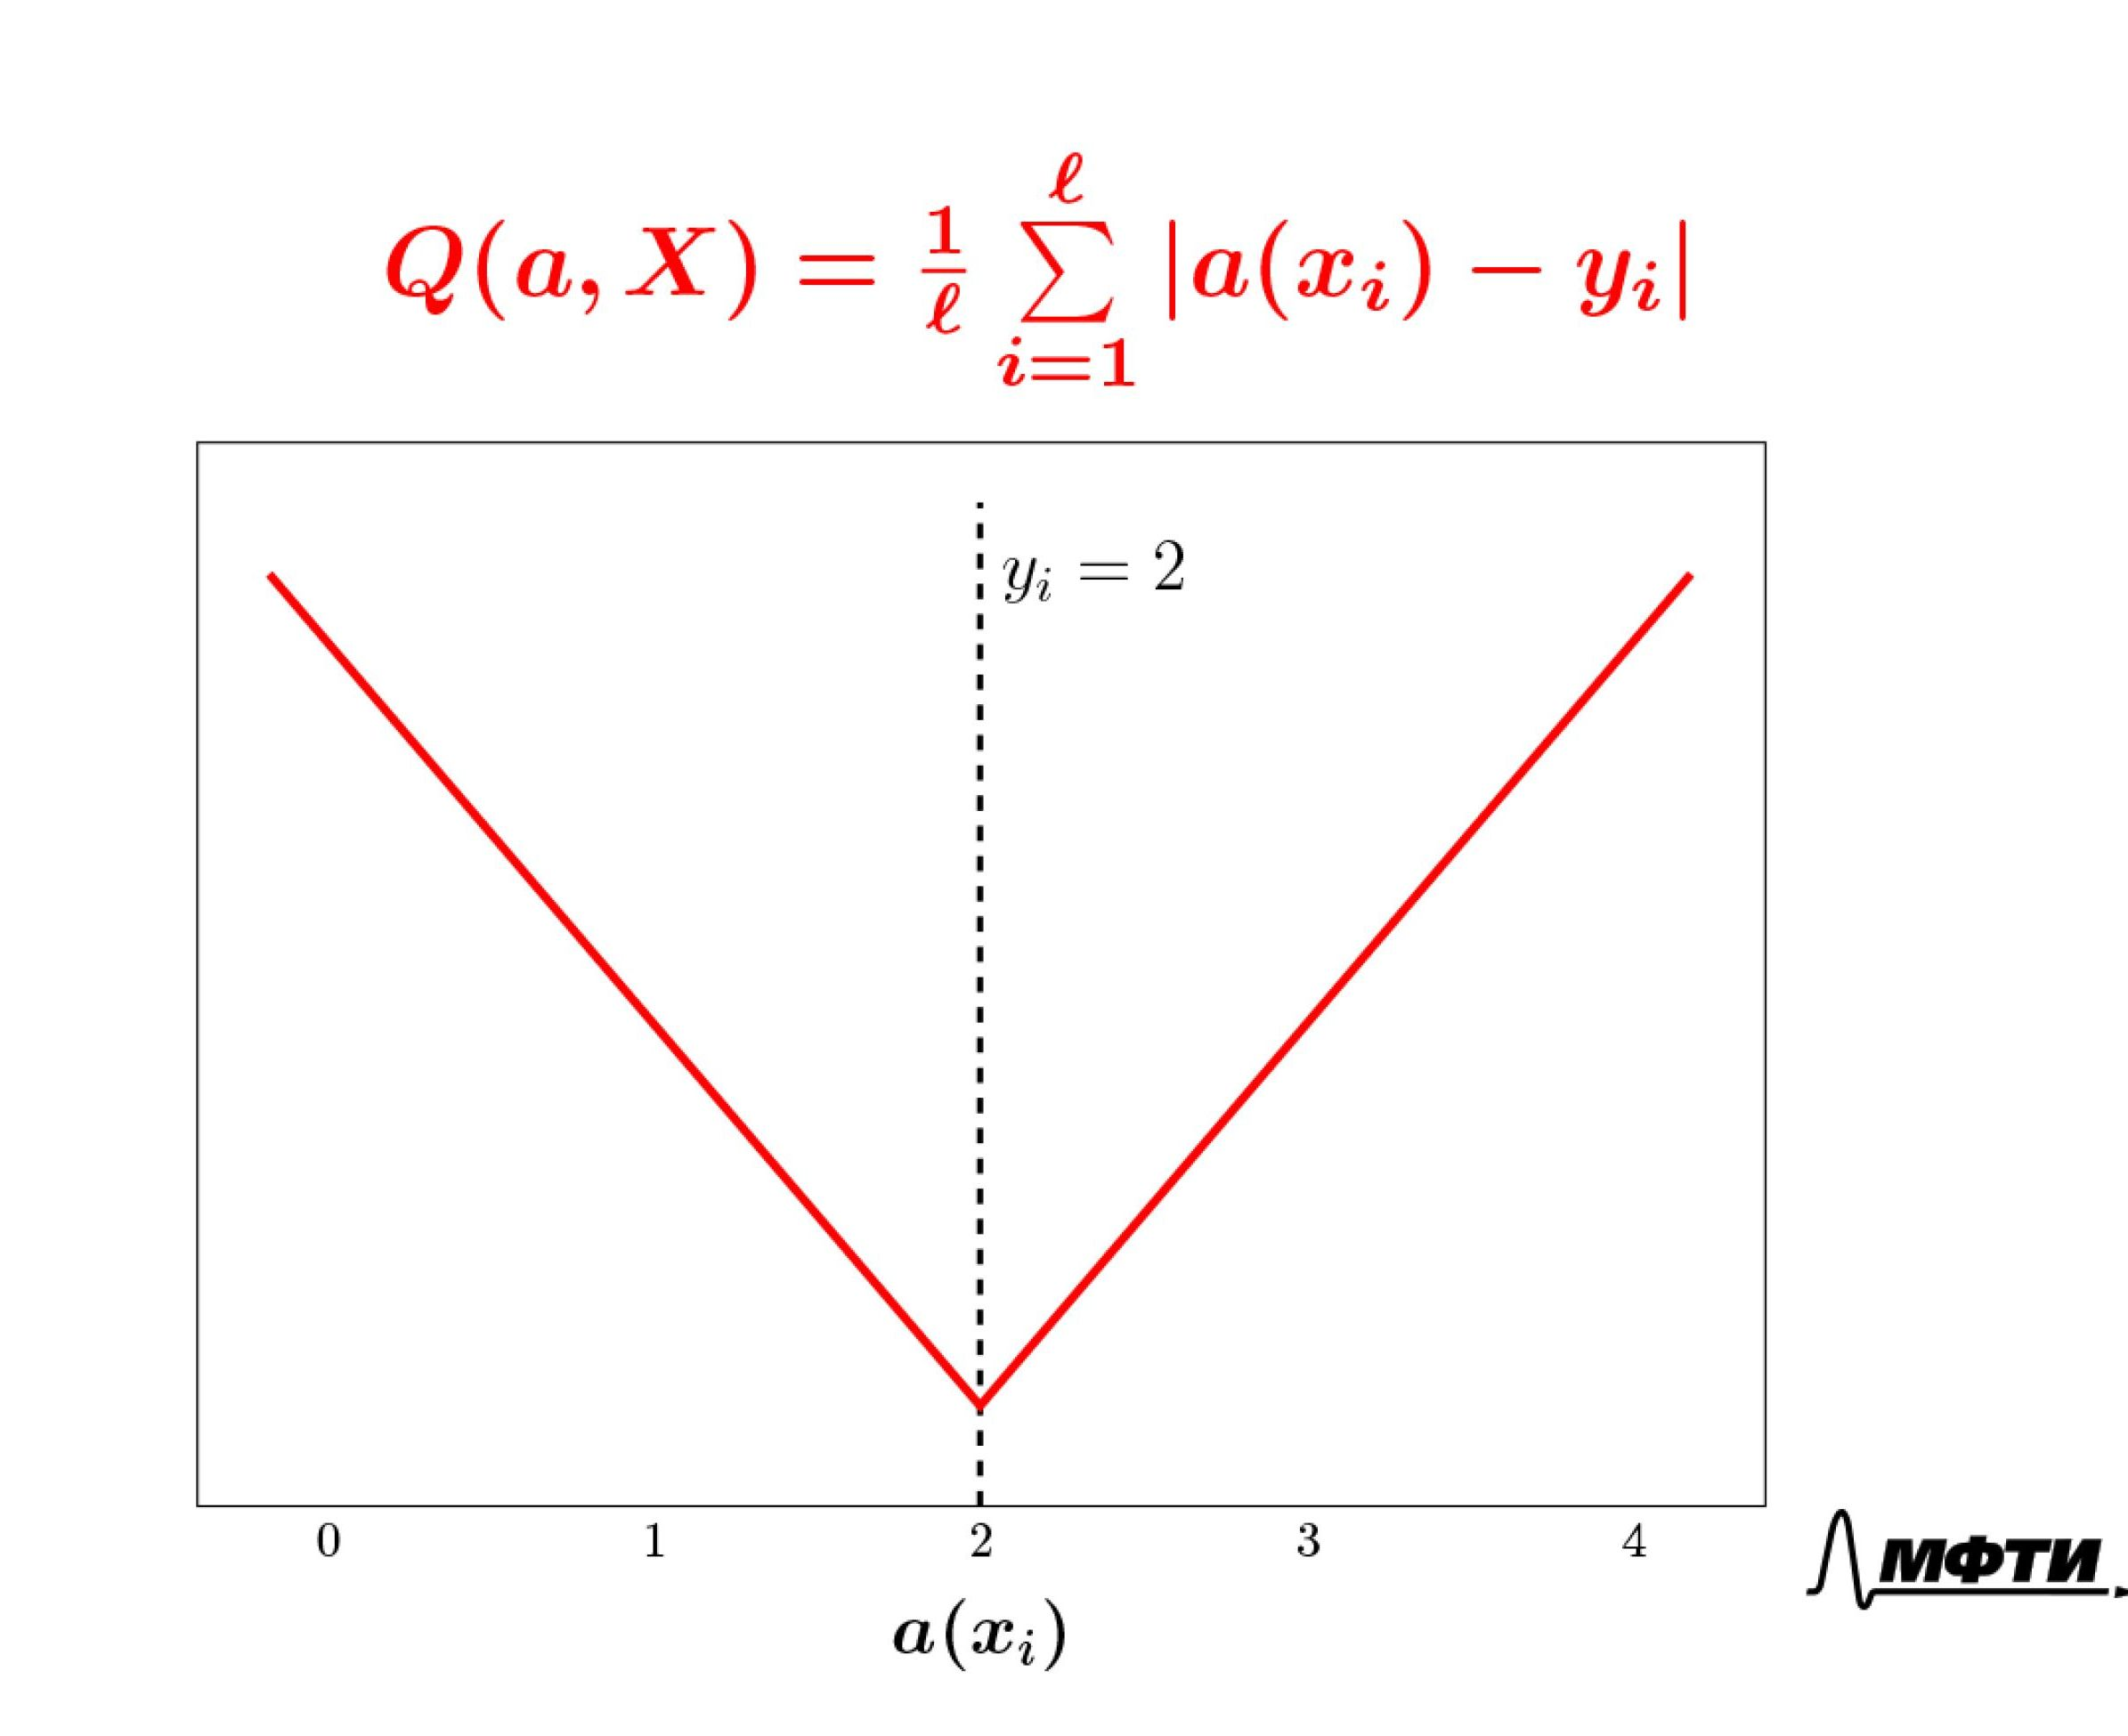 Q(a, X) = 1/ℓ ∑_{i=1}^{ℓ} |a(x_i) − y_i|
y_i = 2
0 1 2 3 4
a(x_i)
МФТИ